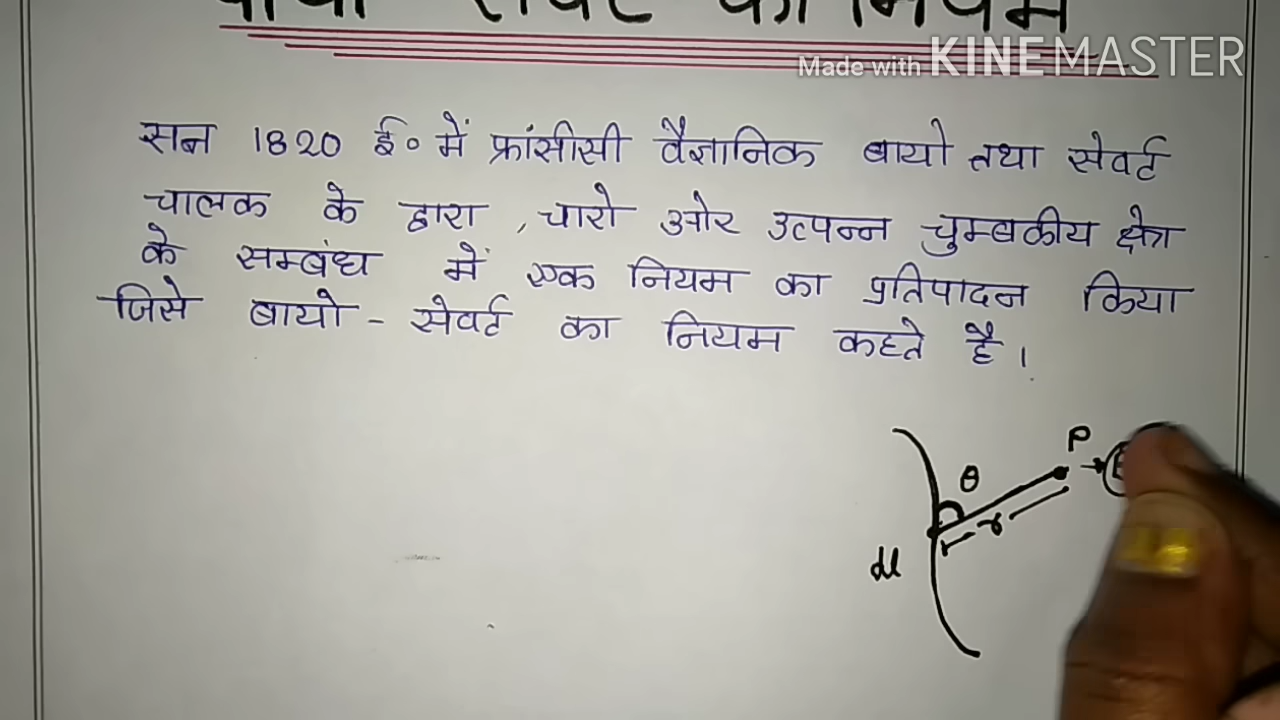 का नियम
Made with KINEMASTER
सन 1820 ई० में फ्रांसीसी वैज्ञानिक बायो तथा सेवर्ट
चालक के द्वारा , चारो ओर उत्पन्न चुम्बकीय क्षेत्र
के सम्बंध में एक नियम का प्रतिपादन किया
जिसे बायो - सेवर्ट का नियम कहते है ।
P
θ
r
dl